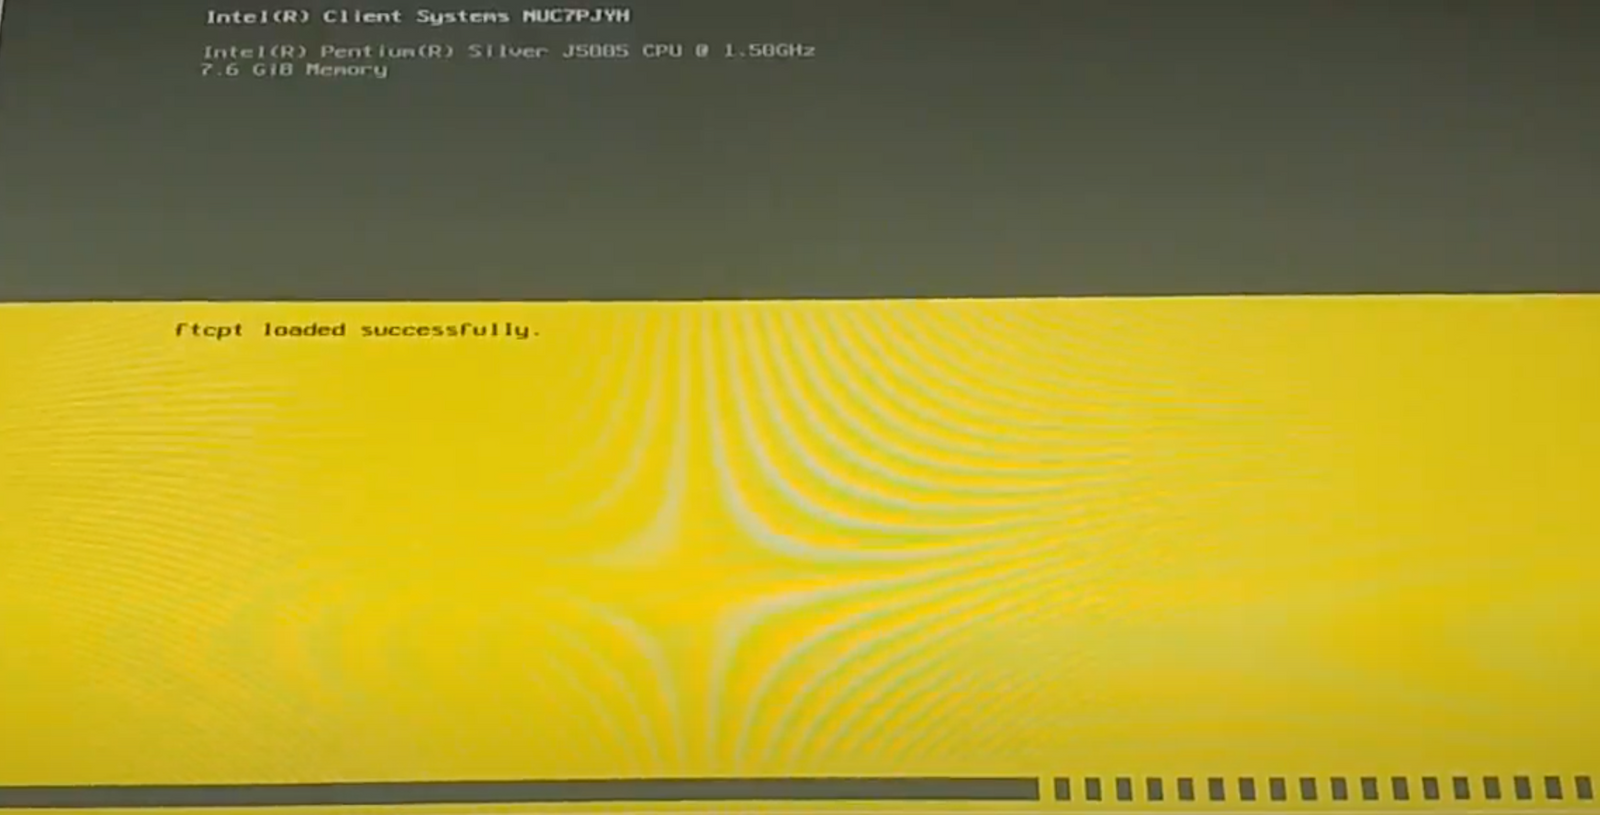 Intel(R) Client Systems NUC7PJYH
Intel(R) Pentium(R) Silver J5005 CPU @ 1.50GHz
7.6 GiB Memory
ftcpt loaded successfully.